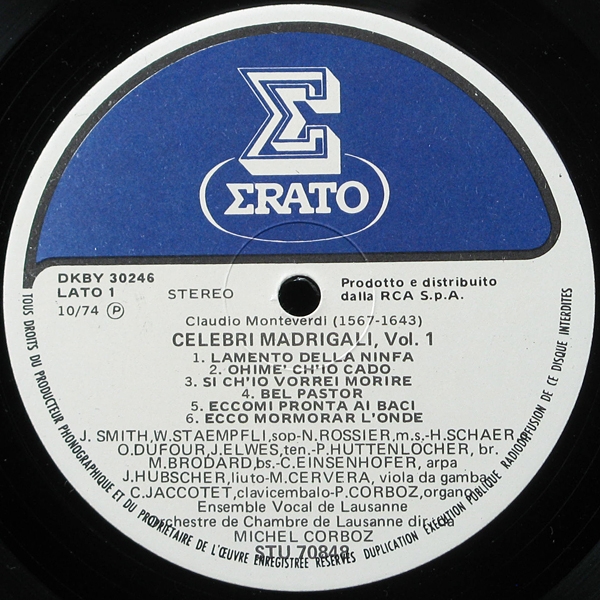 Σ
ΣRATO
DKBY 30246
LATO 1
10/74 Ⓟ
STEREO
Prodotto e distribuito
dalla RCA S.p.A.
Claudio Monteverdi (1567-1643)
CELEBRI MADRIGALI, Vol. 1
1. LAMENTO DELLA NINFA
2. OHIME' CH'IO CADO
3. SI CH'IO VORREI MORIRE
4. BEL PASTOR
5. ECCOMI PRONTA AI BACI
6. ECCO MORMORAR L'ONDE
J. SMITH,W.STAEMPFLI,sop-N.ROSSIER,m.s.-H.SCHAER,
O.DUFOUR,J.ELWES,ten.-P.HUTTENLOCHER, br.
M.BRODARD,bs.-C.EINSENHOFER, arpa
J.HUBSCHER,liuto-M.CERVERA, viola da gamba
C.JACCOTET,clavicembalo-P.CORBOZ,organo
Ensemble Vocal de Lausanne
Orchestre de Chambre de Lausanne dir.
MICHEL CORBOZ
STU 70848
TOUS DROITS DU PRODUCTEUR PHONOGRAPHIQUE ET DU PROPRIÉTAIRE DE L'ŒUVRE ENREGISTRÉE RÉSERVÉS DUPLICATION EXÉCUTION PUBLIQUE RADIODIFFUSION DE CE DISQUE INTERDITES